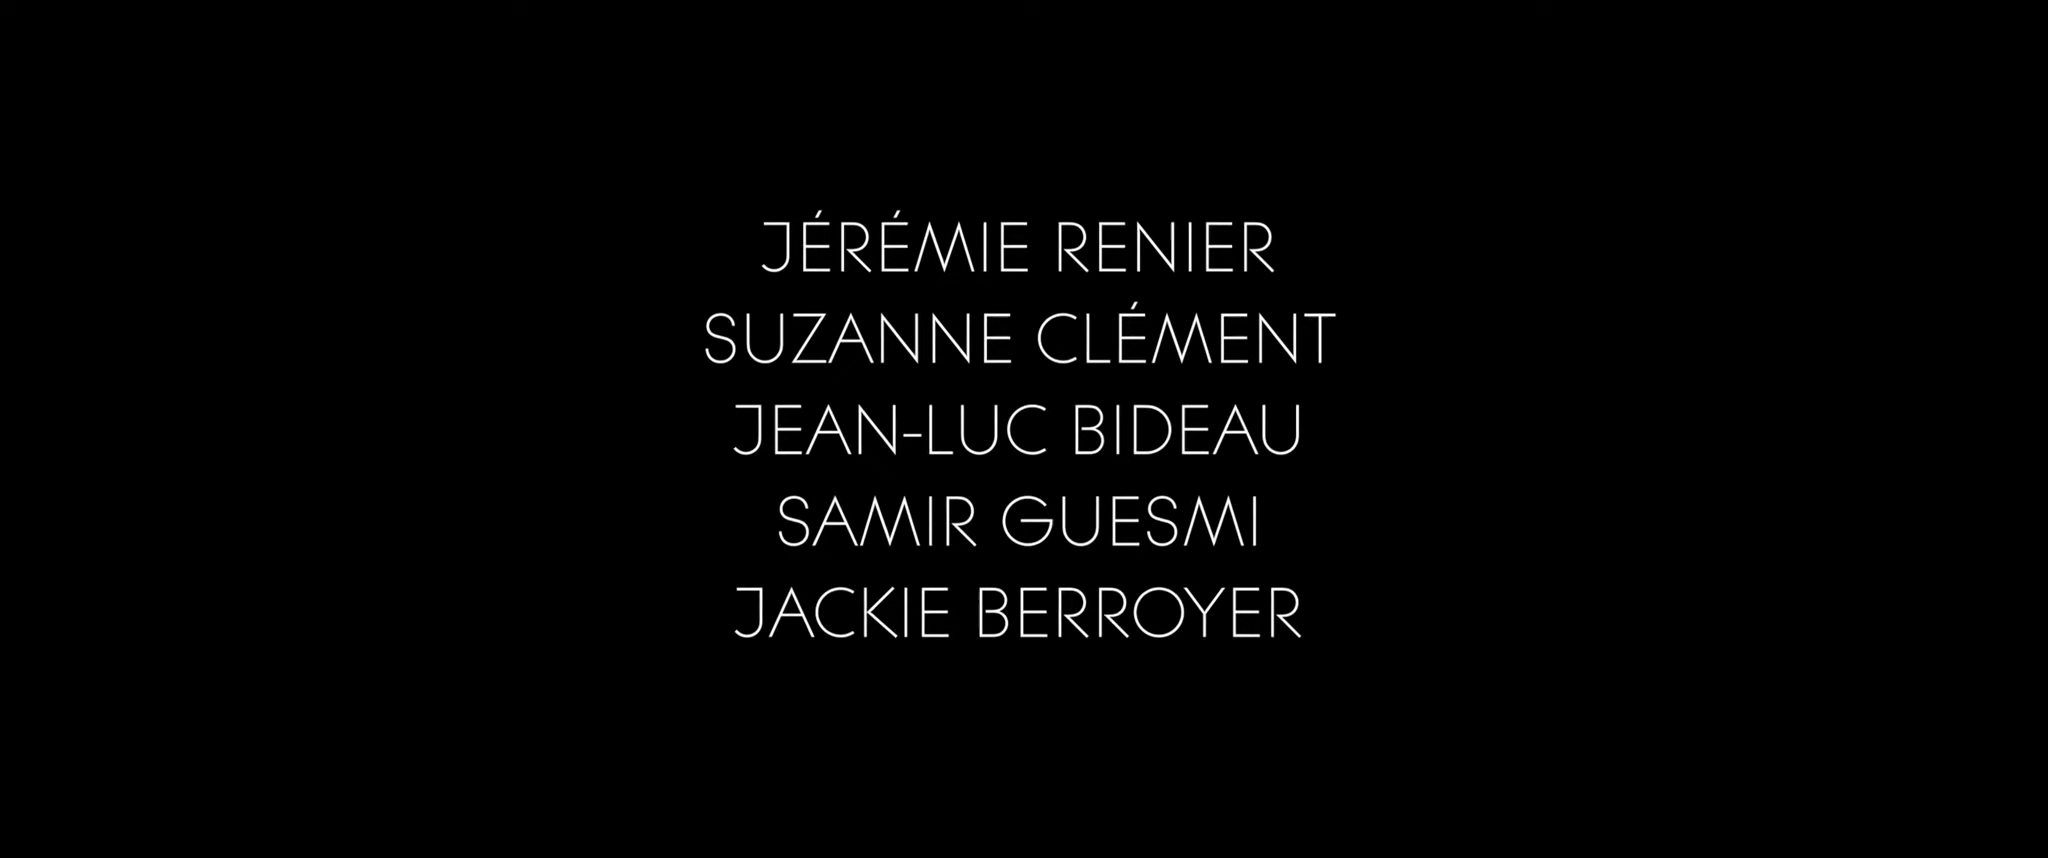 JÉRÉMIE RENIER
SUZANNE CLÉMENT
JEAN-LUC BIDEAU
SAMIR GUESMI
JACKIE BERROYER